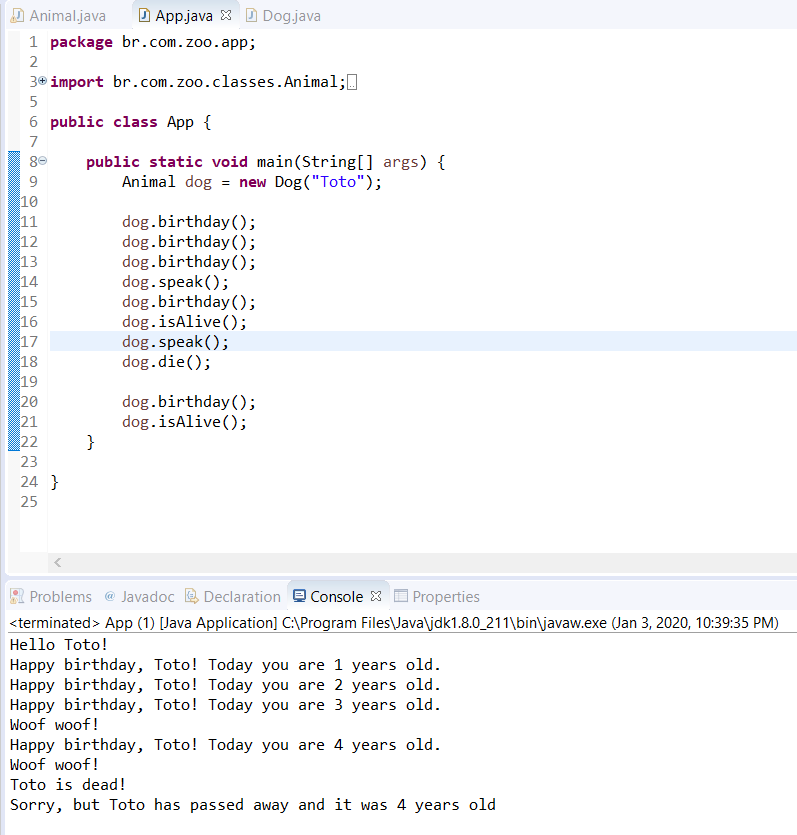 Animal.java App.java Dog.java
1 package br.com.zoo.app;
2
3 import br.com.zoo.classes.Animal;
5
6 public class App {
7
8 public static void main(String[] args) {
9 Animal dog = new Dog("Toto");
10
11 dog.birthday();
12 dog.birthday();
13 dog.birthday();
14 dog.speak();
15 dog.birthday();
16 dog.isAlive();
17 dog.speak();
18 dog.die();
19
20 dog.birthday();
21 dog.isAlive();
22 }
23
24 }
25
Problems @ Javadoc Declaration Console Properties
<terminated> App (1) [Java Application] C:\Program Files\Java\jdk1.8.0_211\bin\javaw.exe (Jan 3, 2020, 10:39:35 PM)
Hello Toto!
Happy birthday, Toto! Today you are 1 years old.
Happy birthday, Toto! Today you are 2 years old.
Happy birthday, Toto! Today you are 3 years old.
Woof woof!
Happy birthday, Toto! Today you are 4 years old.
Woof woof!
Toto is dead!
Sorry, but Toto has passed away and it was 4 years old